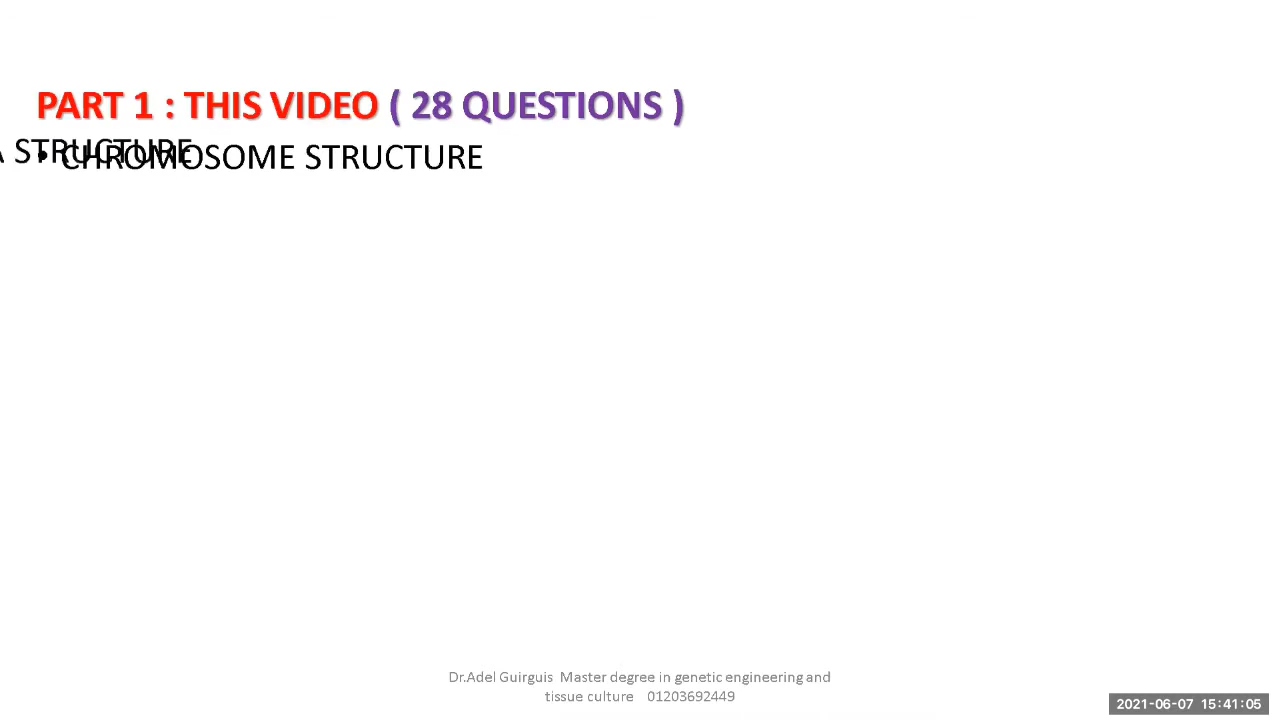 PART 1 : THIS VIDEO ( 28 QUESTIONS )
• CHROMOSOME STRUCTURE
A STRUCTURE
Dr.Adel Guirguis Master degree in genetic engineering and
tissue culture 01203692449
2021-06-07 15:41:05